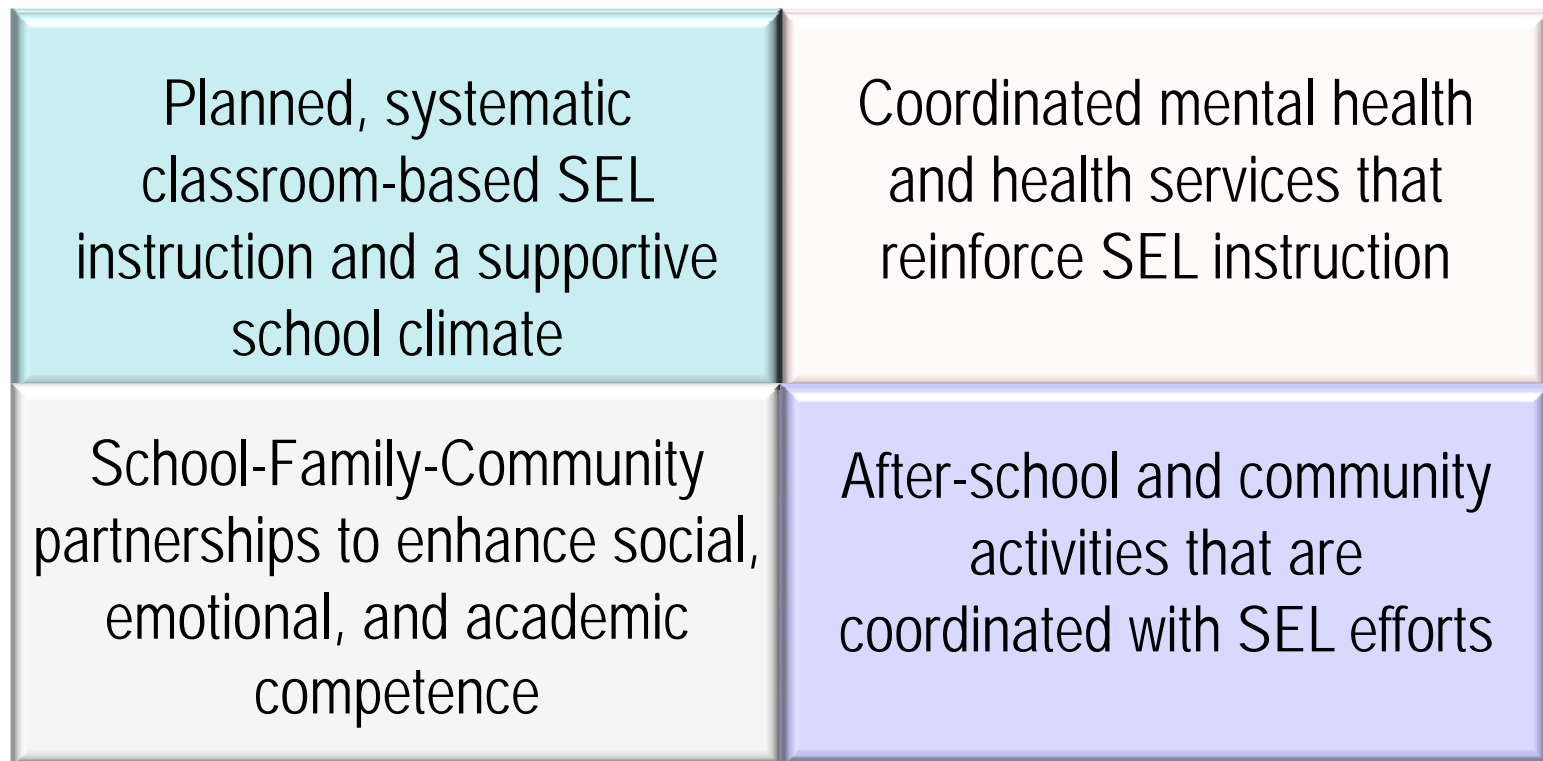 Planned, systematic
classroom-based SEL
instruction and a supportive
school climate
Coordinated mental health
and health services that
reinforce SEL instruction
School-Family-Community
partnerships to enhance social,
emotional, and academic
competence
After-school and community
activities that are
coordinated with SEL efforts